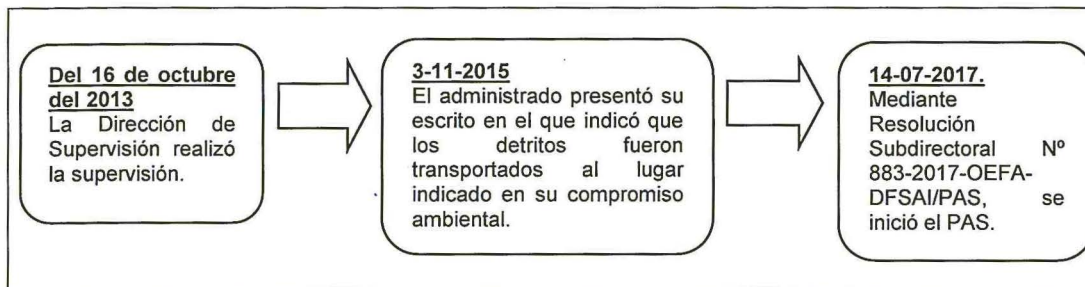 Del 16 de octubre
del 2013
La Dirección de
Supervisión realizó
la supervisión.
3-11-2015
El administrado presentó su
escrito en el que indicó que
los detritos fueron
transportados al lugar
indicado en su compromiso
ambiental.
14-07-2017.
Mediante
Resolución
Subdirectoral Nº
883-2017-OEFA-
DFSAI/PAS, se
inició el PAS.